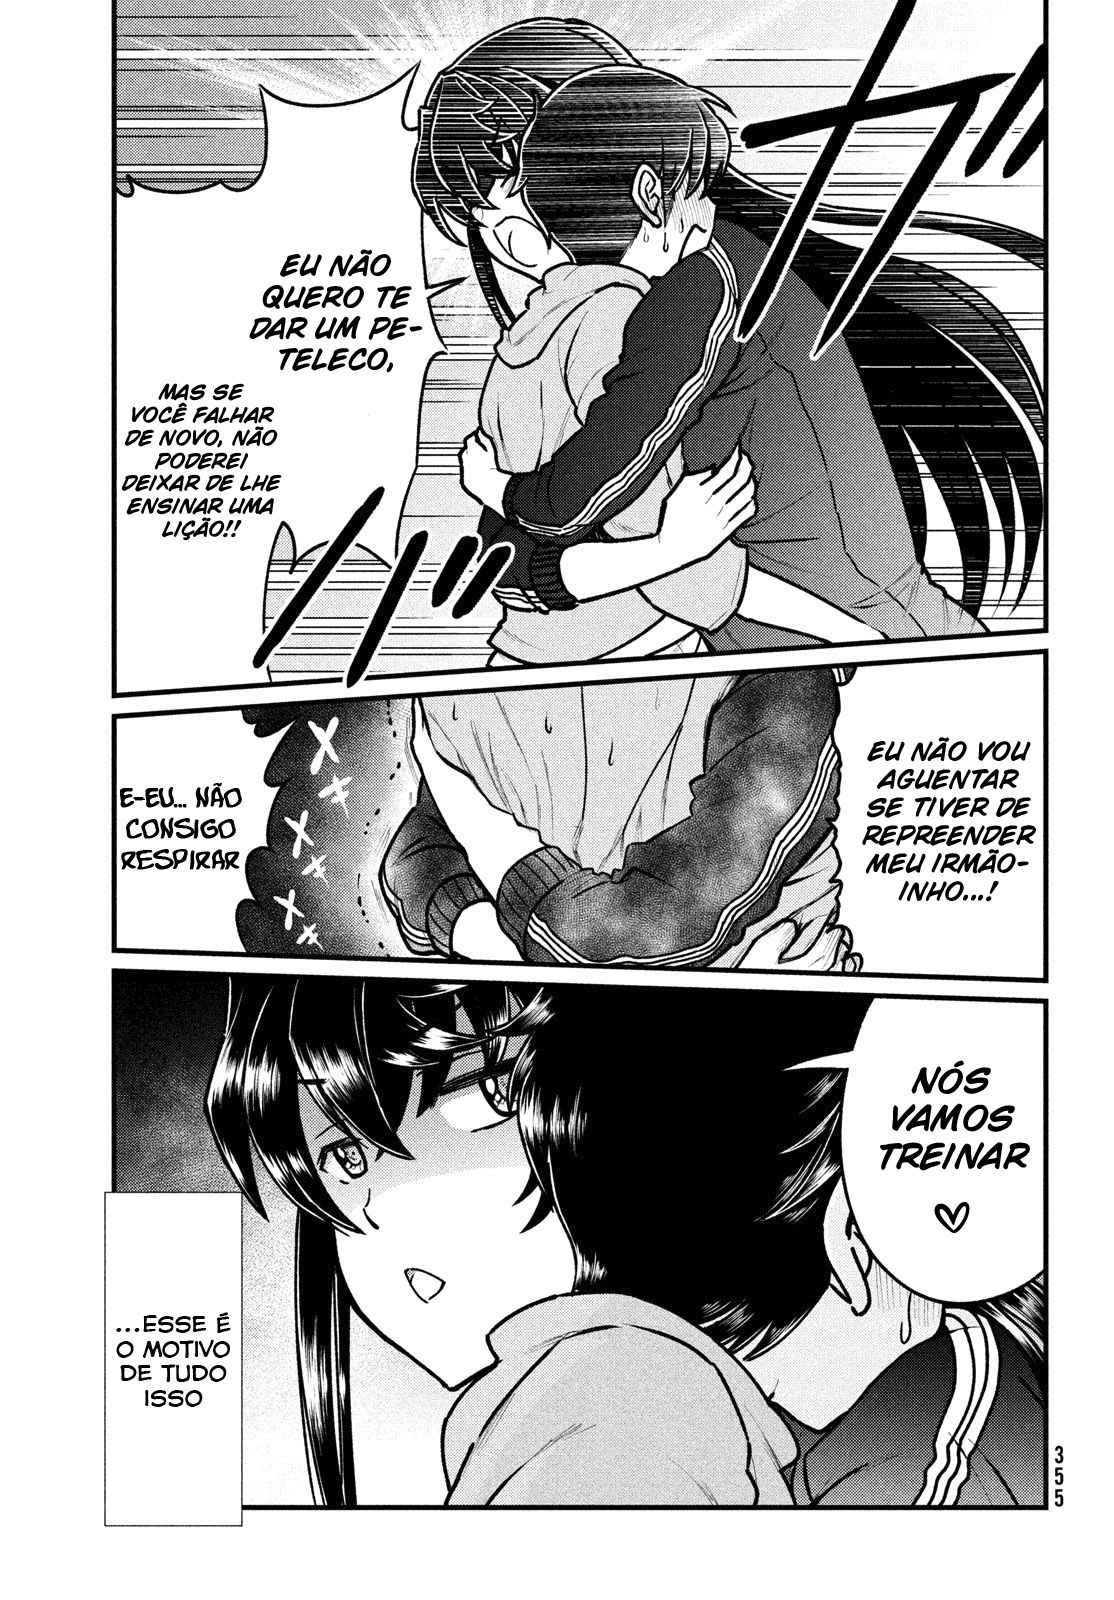 EU NÃO
QUERO TE
DAR UM PE-
TELECO,
MAS SE
VOCÊ FALHAR
DE NOVO, NÃO
PODEREI
DEIXAR DE LHE
ENSINAR UMA
LIÇÃO!!
EU NÃO VOU
AGUENTAR
SE TIVER DE
REPREENDER
MEU IRMÃO-
INHO...!
E-EU... NÃO
CONSIGO
RESPIRAR
NÓS
VAMOS
TREINAR
...ESSE É
O MOTIVO
DE TUDO
ISSO
355